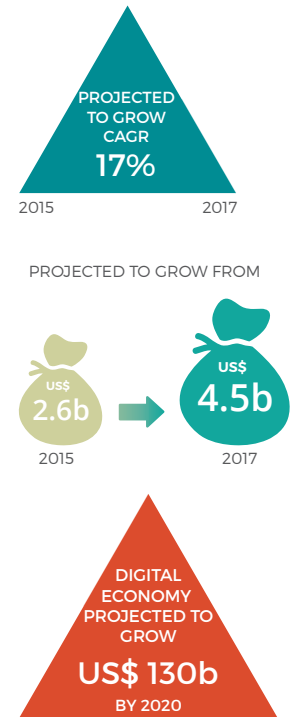 PROJECTED
TO GROW
CAGR
17%
2015 2017
PROJECTED TO GROW FROM
US$
2.6b
US$
4.5b
2015 2017
DIGITAL
ECONOMY
PROJECTED TO
GROW
US$ 130b
BY 2020